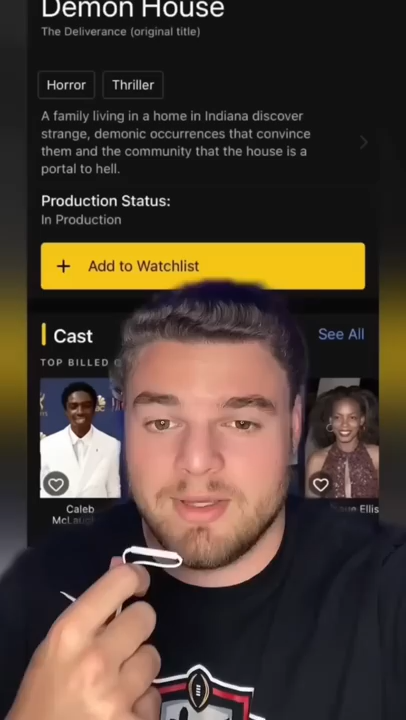 Demon House
The Deliverance (original title)
Horror
Thriller
A family living in a home in Indiana discover
strange, demonic occurrences that convince
them and the community that the house is a
portal to hell.
Production Status:
In Production
+ Add to Watchlist
Cast
See All
TOP BILLED C
Caleb
McLaugh
Ellis